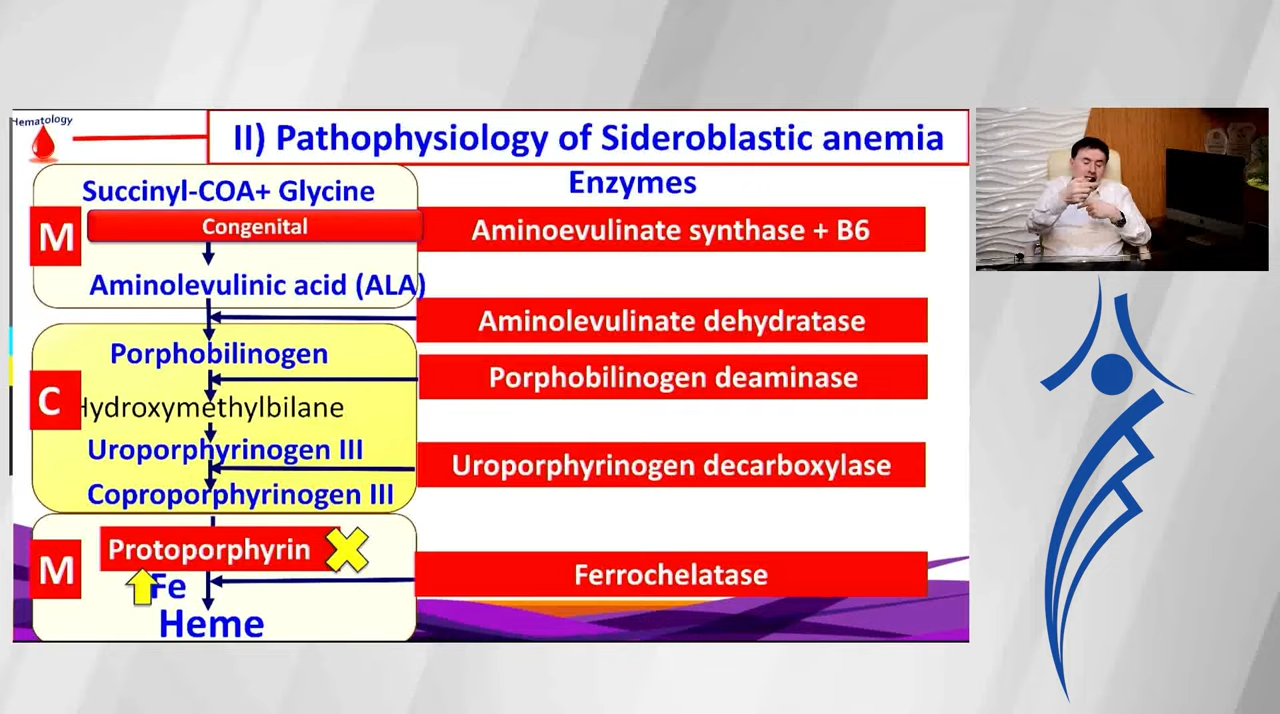 Hematology
II) Pathophysiology of Sideroblastic anemia
Enzymes
Succinyl-COA+ Glycine
M
Congenital
Aminoevulinate synthase + B6
Aminolevulinic acid (ALA)
Aminolevulinate dehydratase
Porphobilinogen
Porphobilinogen deaminase
C
Hydroxymethylbilane
Uroporphyrinogen III
Uroporphyrinogen decarboxylase
Coproporphyrinogen III
M
Protoporphyrin
Fe
Ferrochelatase
Heme